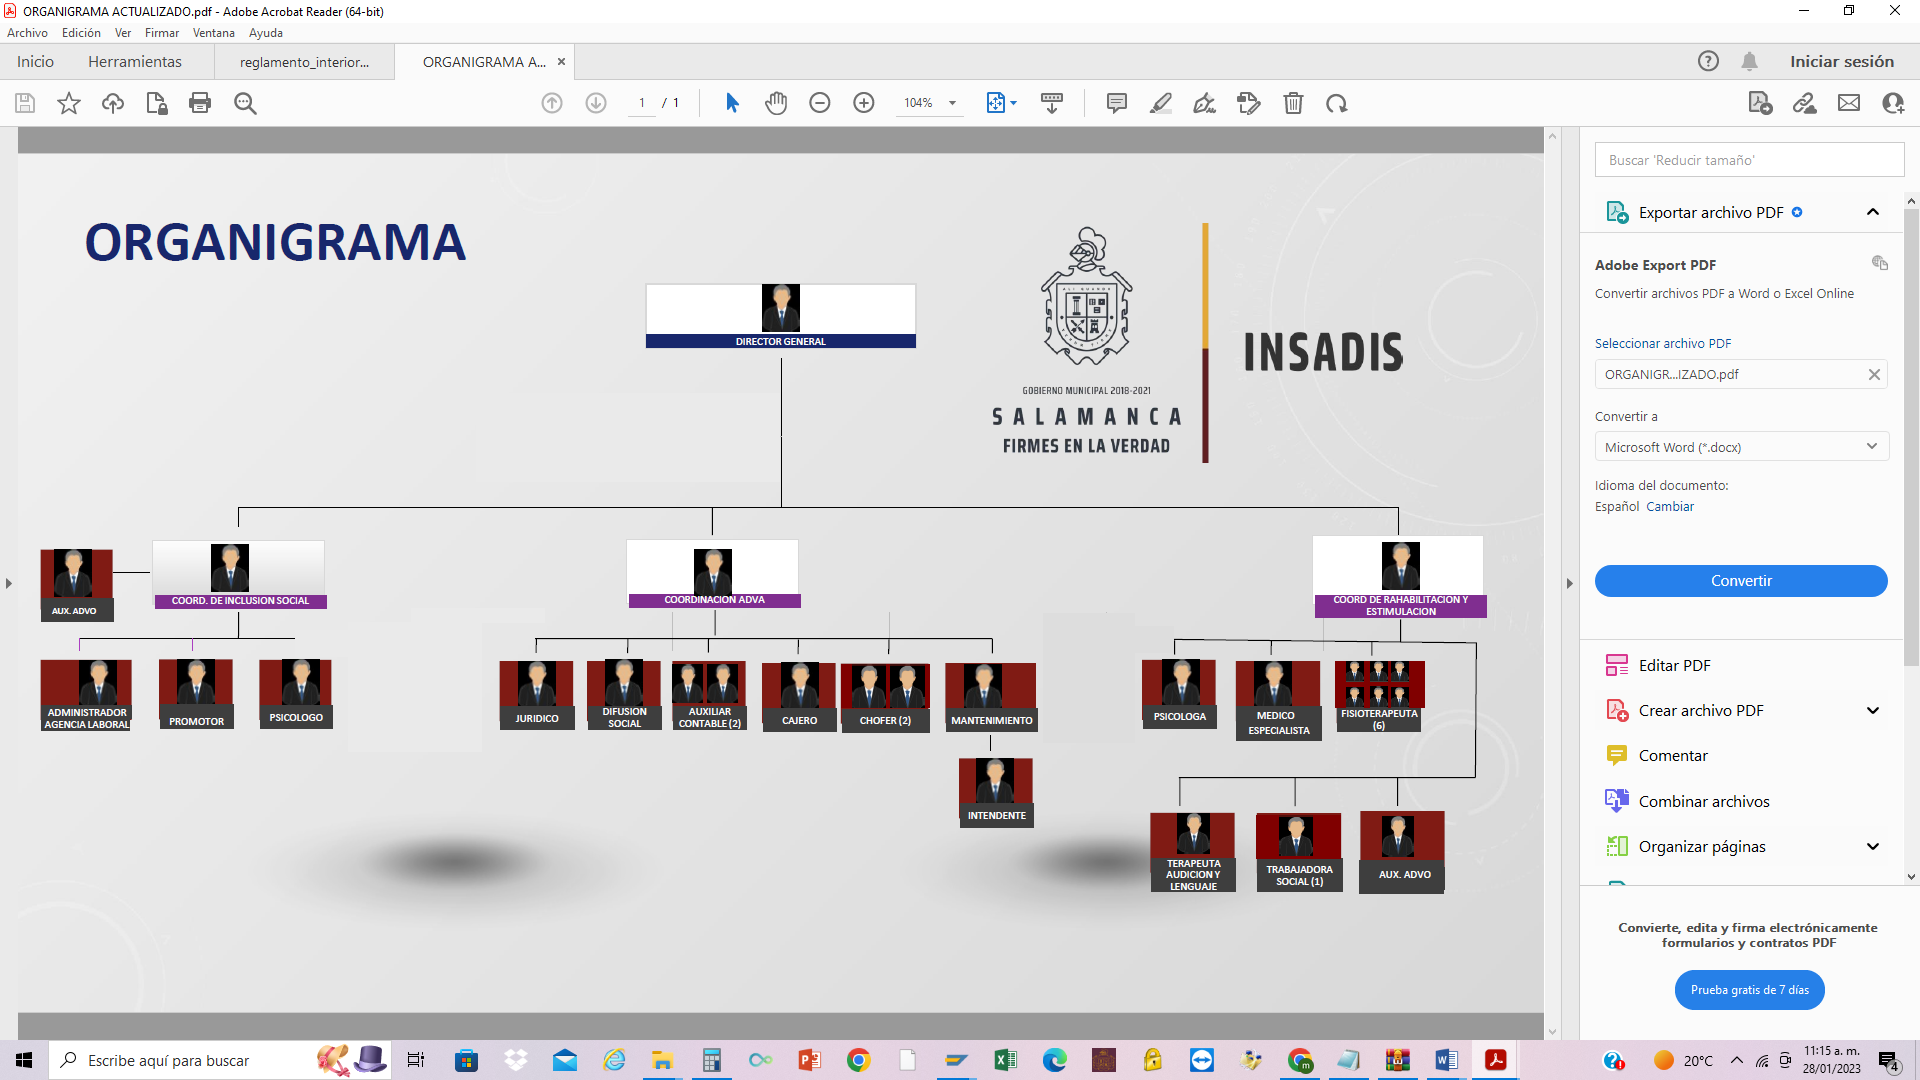 ORGANIGRAMA ACTUALIZADO.pdf - Adobe Acrobat Reader (64-bit)
Archivo Edición Ver Firmar Ventana Ayuda
Inicio Herramientas reglamento_interior... ORGANIGRAMA A... Iniciar sesión
1 / 1 104%
ORGANIGRAMA
DIRECTOR GENERAL
GOBIERNO MUNICIPAL 2018-2021
SALAMANCA
FIRMES EN LA VERDAD
INSADIS
AUX. ADVO
COORD. DE INCLUSION SOCIAL
COORDINACION ADVA
COORD DE RAHABILITACION Y
ESTIMULACION
ADMINISTRADOR
AGENCIA LABORAL
PROMOTOR
PSICOLOGO
JURIDICO
DIFUSION
SOCIAL
AUXILIAR
CONTABLE (2)
CAJERO
CHOFER (2)
MANTENIMIENTO
INTENDENTE
PSICOLOGA
MEDICO
ESPECIALISTA
FISIOTERAPEUTA
(6)
TERAPEUTA
AUDICION Y
LENGUAJE
TRABAJADORA
SOCIAL (1)
AUX. ADVO
Buscar 'Reducir tamaño'
Exportar archivo PDF
Adobe Export PDF
Convertir archivos PDF a Word o Excel Online
Seleccionar archivo PDF
ORGANIGR...IZADO.pdf
Convertir a
Microsoft Word (*.docx)
Idioma del documento:
Español Cambiar
Convertir
Editar PDF
Crear archivo PDF
Comentar
Combinar archivos
Organizar páginas
Convierte, edita y firma electrónicamente
formularios y contratos PDF
Prueba gratis de 7 días
Escribe aquí para buscar
20°C
11:15 a. m.
28/01/2023
4